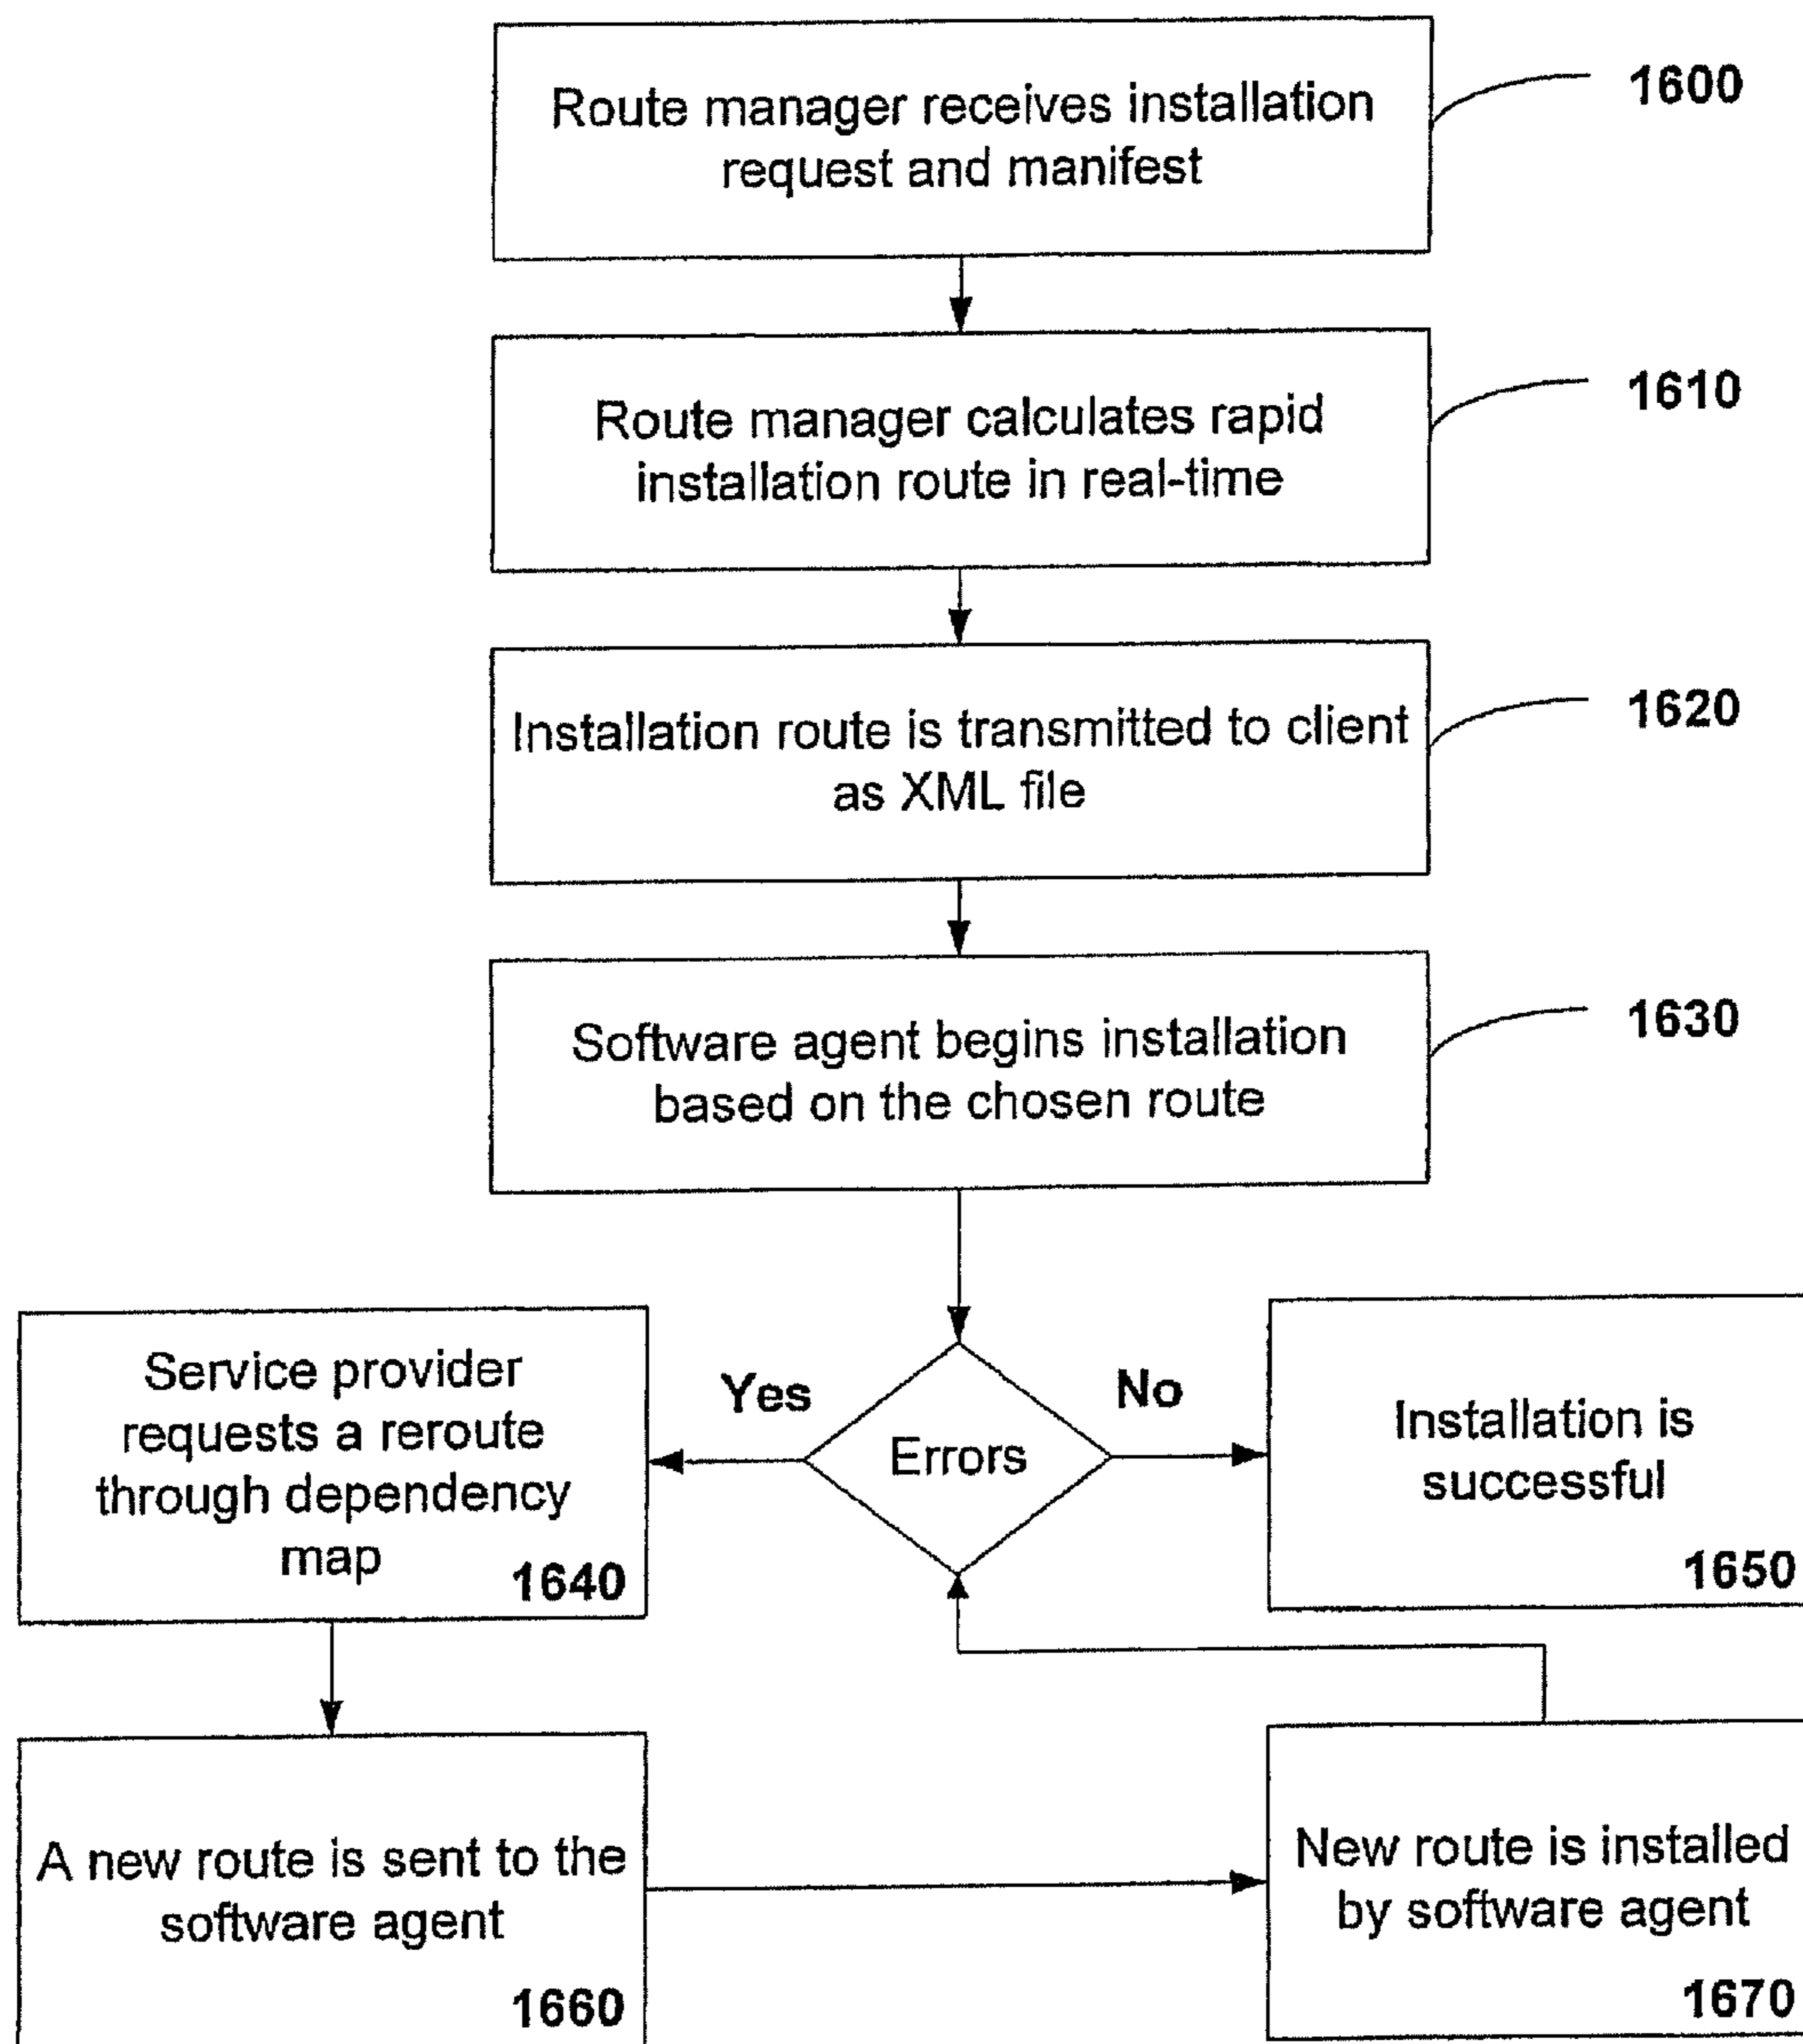 Route manager receives installation
request and manifest
1600
Route manager calculates rapid
installation route in real-time
1610
Installation route is transmitted to client
as XML file
1620
Software agent begins installation
based on the chosen route
1630
Service provider
requests a reroute
through dependency
map
1640
Yes
Errors
No
Installation is
successful
1650
A new route is sent to the
software agent
1660
New route is installed
by software agent
1670